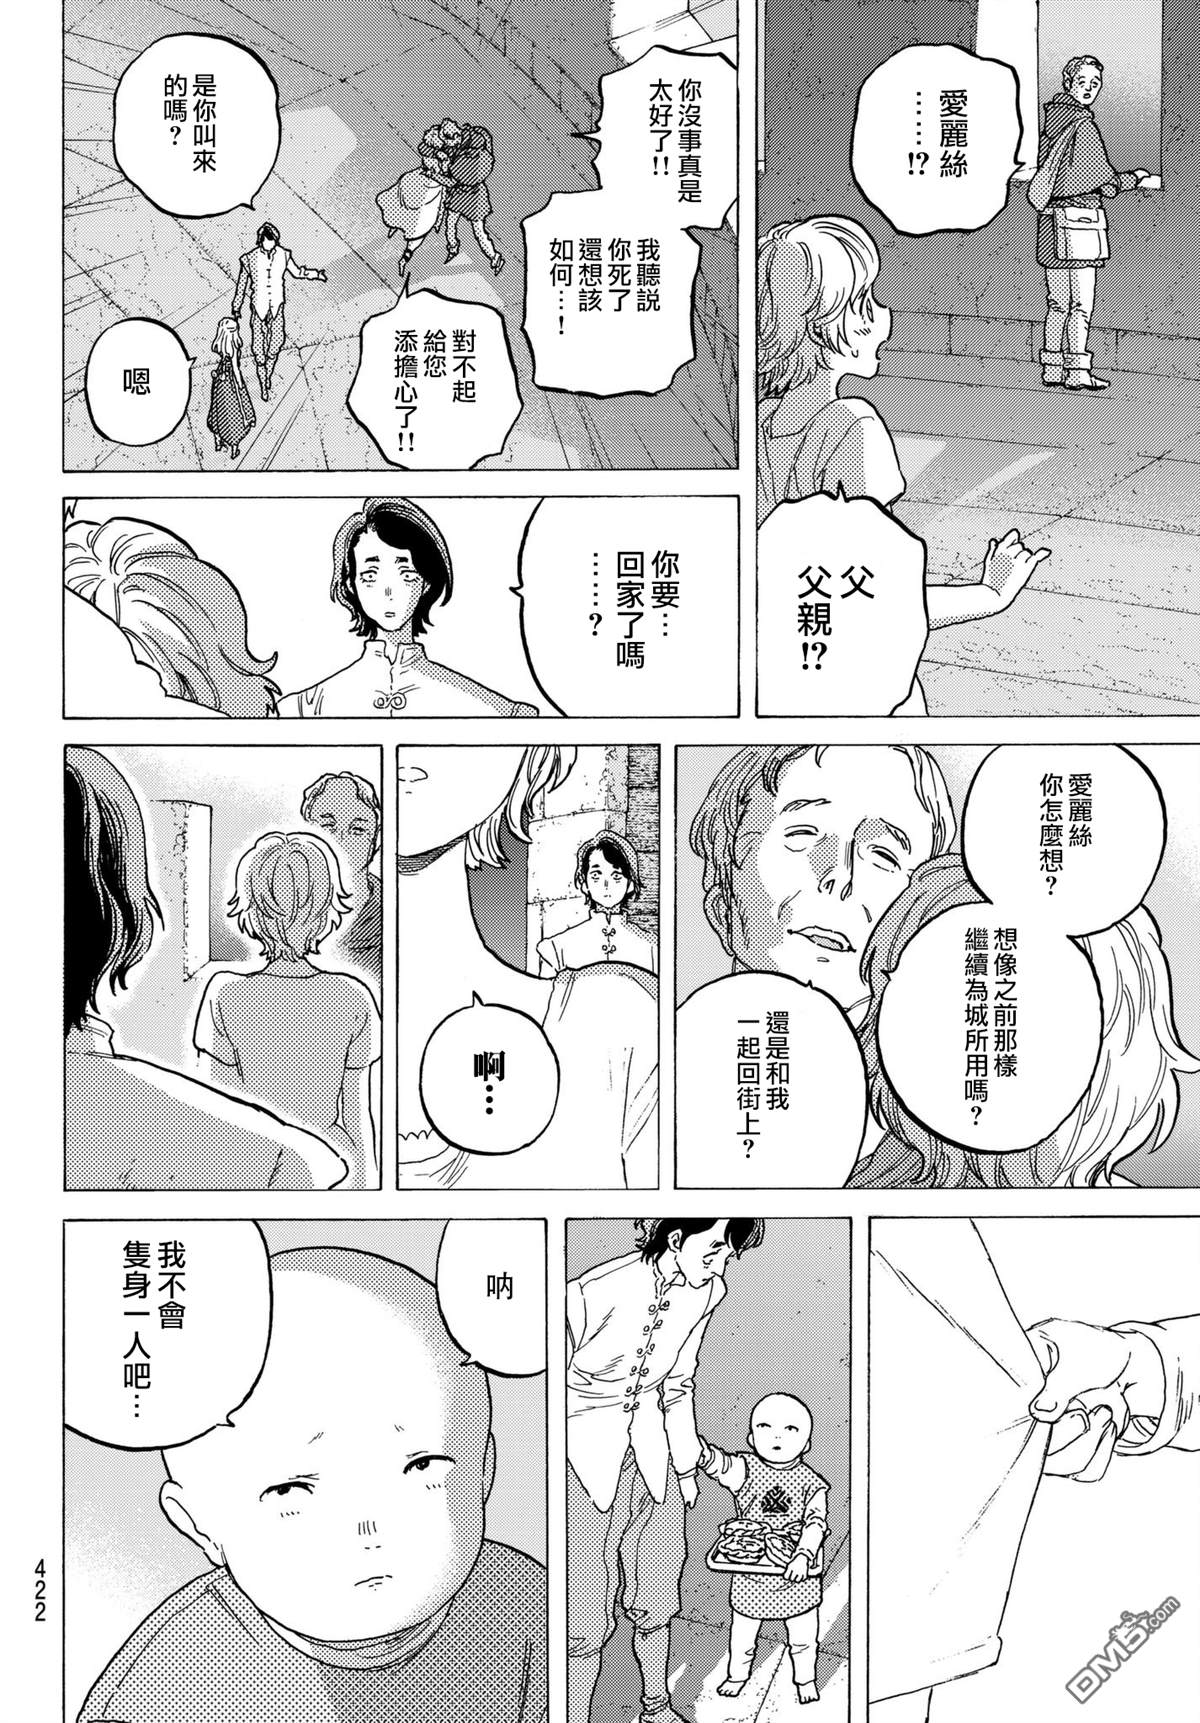 愛麗絲
……!?
父
父親!?
你沒事真是
太好了!!
我聽說
你死了
還想該
如何…!
對不起
給您
添擔心了!!
是你叫來
的嗎?
嗯
你要…
回家了嗎
……?
愛麗絲
你怎麼想?
想像之前那樣
繼續為城所用嗎?
還是和我
一起回街上?
啊…
吶
我不會
隻身一人吧…
422
DM5.com